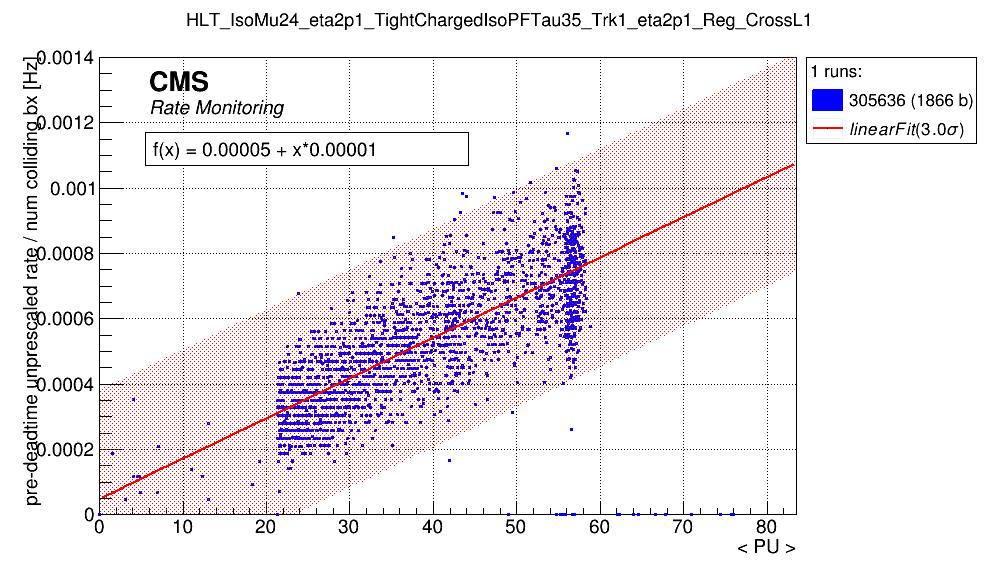 HLT_IsoMu24_eta2p1_TightChargedIsoPFTau35_Trk1_eta2p1_Reg_CrossL1
pre-deadtime unprescaled rate / num colliding bx [Hz]
0.0014
0.0012
0.001
0.0008
0.0006
0.0004
0.0002
0
CMS
Rate Monitoring
f(x) = 0.00005 + x*0.00001
1 runs:
305636 (1866 b)
linearFit(3.0σ)
0 10 20 30 40 50 60 70 80
< PU >